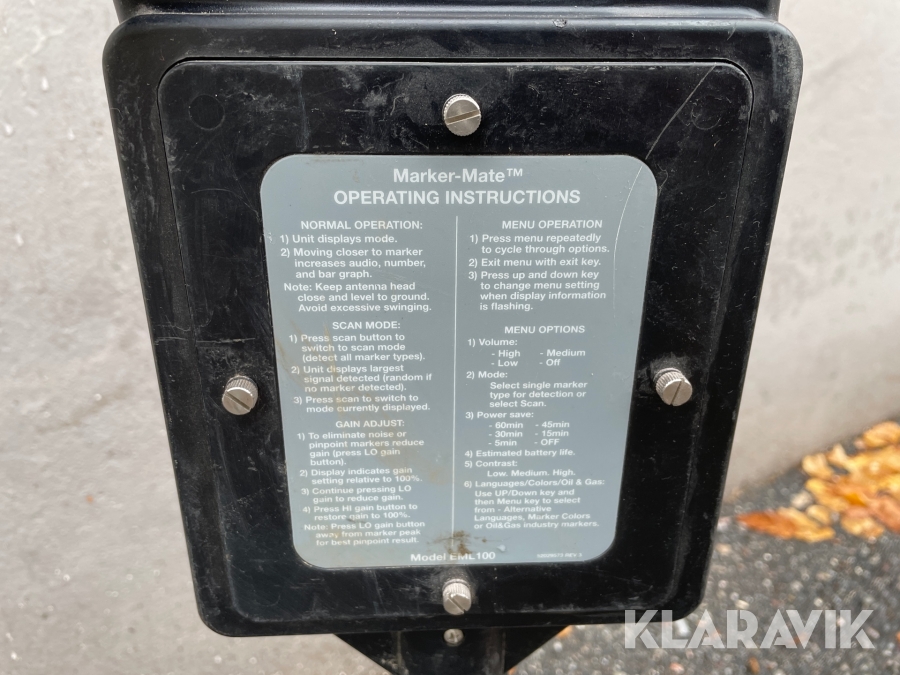 Marker-Mate™
OPERATING INSTRUCTIONS
NORMAL OPERATION:
1) Unit displays mode.
2) Moving closer to marker
increases audio, number,
and bar graph.
Note: Keep antenna head
close and level to ground.
Avoid excessive swinging.
SCAN MODE:
1) Press scan button to
switch to scan mode
(detect all marker types).
2) Unit displays largest
signal detected (random if
no marker detected).
3) Press scan to switch to
mode currently displayed.
GAIN ADJUST:
1) To eliminate noise or
pinpoint markers reduce
gain (press LO gain
button).
2) Display indicates gain
setting relative to 100%.
3) Continue pressing LO
gain to reduce gain.
4) Press HI gain button to
restore gain to 100%.
Note: Press LO gain button
away from marker peak
for best pinpoint result.
MENU OPERATION
1) Press menu repeatedly
to cycle through options.
2) Exit menu with exit key.
3) Press up and down key
to change menu setting
when display information
is flashing.
MENU OPTIONS
1) Volume:
- High - Medium
- Low - Off
2) Mode:
Select single marker
type for detection or
select Scan.
3) Power save:
- 60min - 45min
- 30min - 15min
- 5min - OFF
4) Estimated battery life.
5) Contrast:
Low. Medium. High.
6) Languages/Colors/Oil & Gas:
Use UP/Down key and
then Menu key to select
from - Alternative
Languages, Marker Colors
or Oil&Gas industry markers.
Model EML100
KLARAVIK